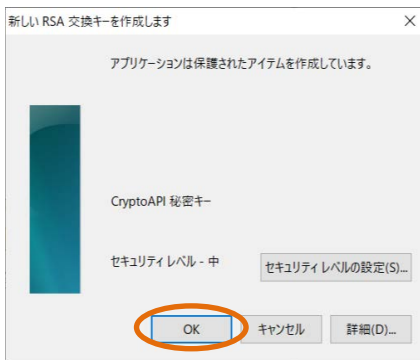 新しい RSA 交換キーを作成します
アプリケーションは保護されたアイテムを作成しています。
CryptoAPI 秘密キー
セキュリティ レベル - 中
セキュリティ レベルの設定(S)...
OK
キャンセル
詳細(D)...